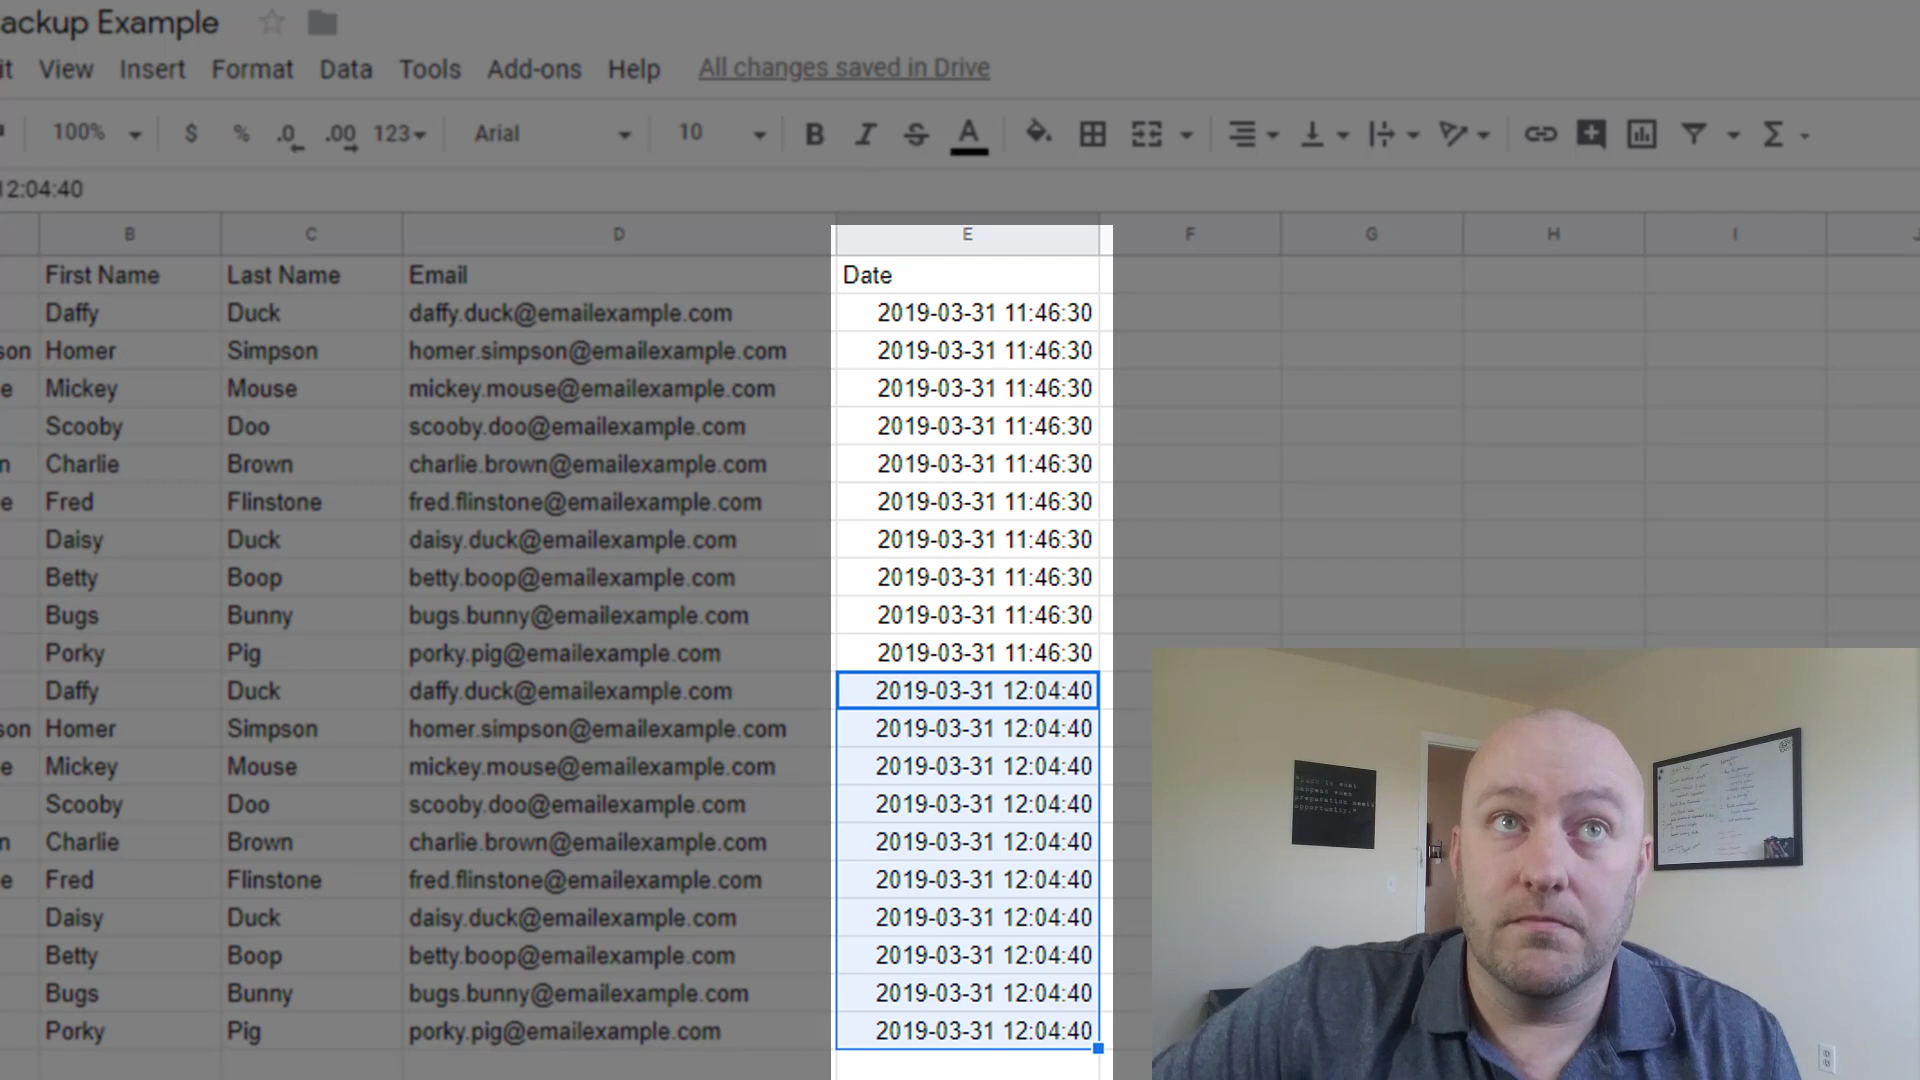 ackup Example
it View Insert Format Data Tools Add-ons Help All changes saved in Drive
100% $ % .0 .00 123 Arial 10 B I S A Σ
12:04:40
B C D E F G H I J
First Name Last Name Email Date
Daffy Duck daffy.duck@emailexample.com 2019-03-31 11:46:30
son Homer Simpson homer.simpson@emailexample.com 2019-03-31 11:46:30
e Mickey Mouse mickey.mouse@emailexample.com 2019-03-31 11:46:30
Scooby Doo scooby.doo@emailexample.com 2019-03-31 11:46:30
n Charlie Brown charlie.brown@emailexample.com 2019-03-31 11:46:30
e Fred Flinstone fred.flinstone@emailexample.com 2019-03-31 11:46:30
Daisy Duck daisy.duck@emailexample.com 2019-03-31 11:46:30
Betty Boop betty.boop@emailexample.com 2019-03-31 11:46:30
Bugs Bunny bugs.bunny@emailexample.com 2019-03-31 11:46:30
Porky Pig porky.pig@emailexample.com 2019-03-31 11:46:30
Daffy Duck daffy.duck@emailexample.com 2019-03-31 12:04:40
son Homer Simpson homer.simpson@emailexample.com 2019-03-31 12:04:40
e Mickey Mouse mickey.mouse@emailexample.com 2019-03-31 12:04:40
Scooby Doo scooby.doo@emailexample.com 2019-03-31 12:04:40
n Charlie Brown charlie.brown@emailexample.com 2019-03-31 12:04:40
e Fred Flinstone fred.flinstone@emailexample.com 2019-03-31 12:04:40
Daisy Duck daisy.duck@emailexample.com 2019-03-31 12:04:40
Betty Boop betty.boop@emailexample.com 2019-03-31 12:04:40
Bugs Bunny bugs.bunny@emailexample.com 2019-03-31 12:04:40
Porky Pig porky.pig@emailexample.com 2019-03-31 12:04:40
"Luck is what
happens when
preparation meets
opportunity."